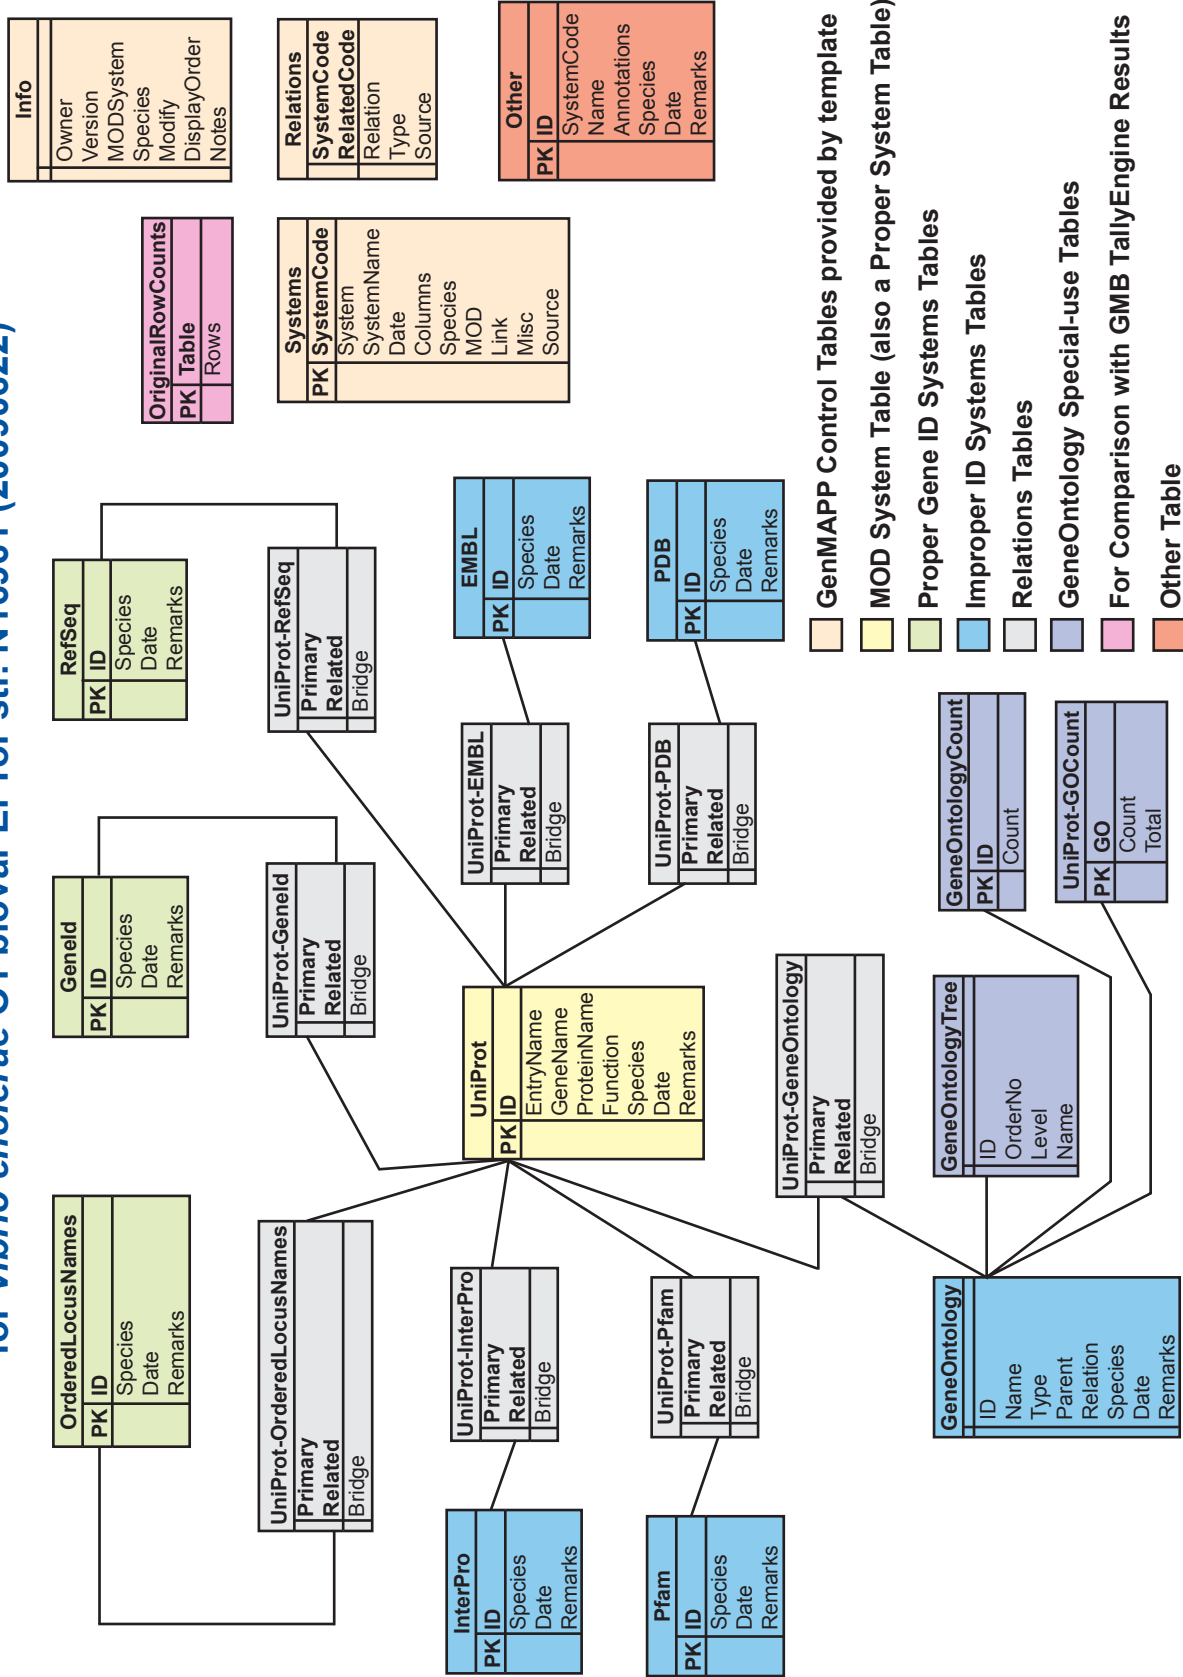 for Vibrio cholerae O1 biovar El Tor str. N16961 (20090622)
OrderedLocusNames
PK ID
Species
Date
Remarks
GeneId
PK ID
Species
Date
Remarks
RefSeq
PK ID
Species
Date
Remarks
OriginalRowCounts
PK Table
Rows
Info
Owner
Version
MODSystem
Species
Modify
DisplayOrder
Notes
UniProt-OrderedLocusNames
Primary
Related
Bridge
UniProt-GeneId
Primary
Related
Bridge
UniProt-RefSeq
Primary
Related
Bridge
Systems
PK SystemCode
System
SystemName
Date
Columns
Species
MOD
Link
Misc
Source
Relations
SystemCode
RelatedCode
Relation
Type
Source
InterPro
PK ID
Species
Date
Remarks
UniProt-InterPro
Primary
Related
Bridge
UniProt
PK ID
EntryName
GeneName
ProteinName
Function
Species
Date
Remarks
UniProt-EMBL
Primary
Related
Bridge
EMBL
PK ID
Species
Date
Remarks
Other
PK ID
SystemCode
Name
Annotations
Species
Date
Remarks
Pfam
PK ID
Species
Date
Remarks
UniProt-Pfam
Primary
Related
Bridge
UniProt-PDB
Primary
Related
Bridge
PDB
PK ID
Species
Date
Remarks
UniProt-GeneOntology
Primary
Related
Bridge
GeneOntology
ID
Name
Type
Parent
Relation
Species
Date
Remarks
GeneOntologyTree
ID
OrderNo
Level
Name
GeneOntologyCount
PK ID
Count
UniProt-GOCount
PK GO
Count
Total
GenMAPP Control Tables provided by template
MOD System Table (also a Proper System Table)
Proper Gene ID Systems Tables
Improper ID Systems Tables
Relations Tables
GeneOntology Special-use Tables
For Comparison with GMB TallyEngine Results
Other Table